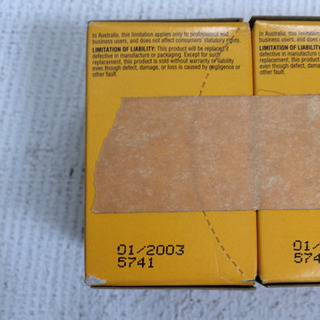 In Australia, this limitation applies only to professional and
business users, and does not affect consumers' statutory rights.
LIMITATION OF LIABILITY: This product will be replaced if
defective in manufacture or packaging. Except for such
replacement, this product is sold without warranty or liability
even though defect, damage, or loss is caused by negligence or
other fault.
01/2003
5741
In Australia, this limitation
business users, and does
LIMITATION OF LIABILI
defective in manufacture
replacement, this product
even though defect, dama
other fault.
01/
574